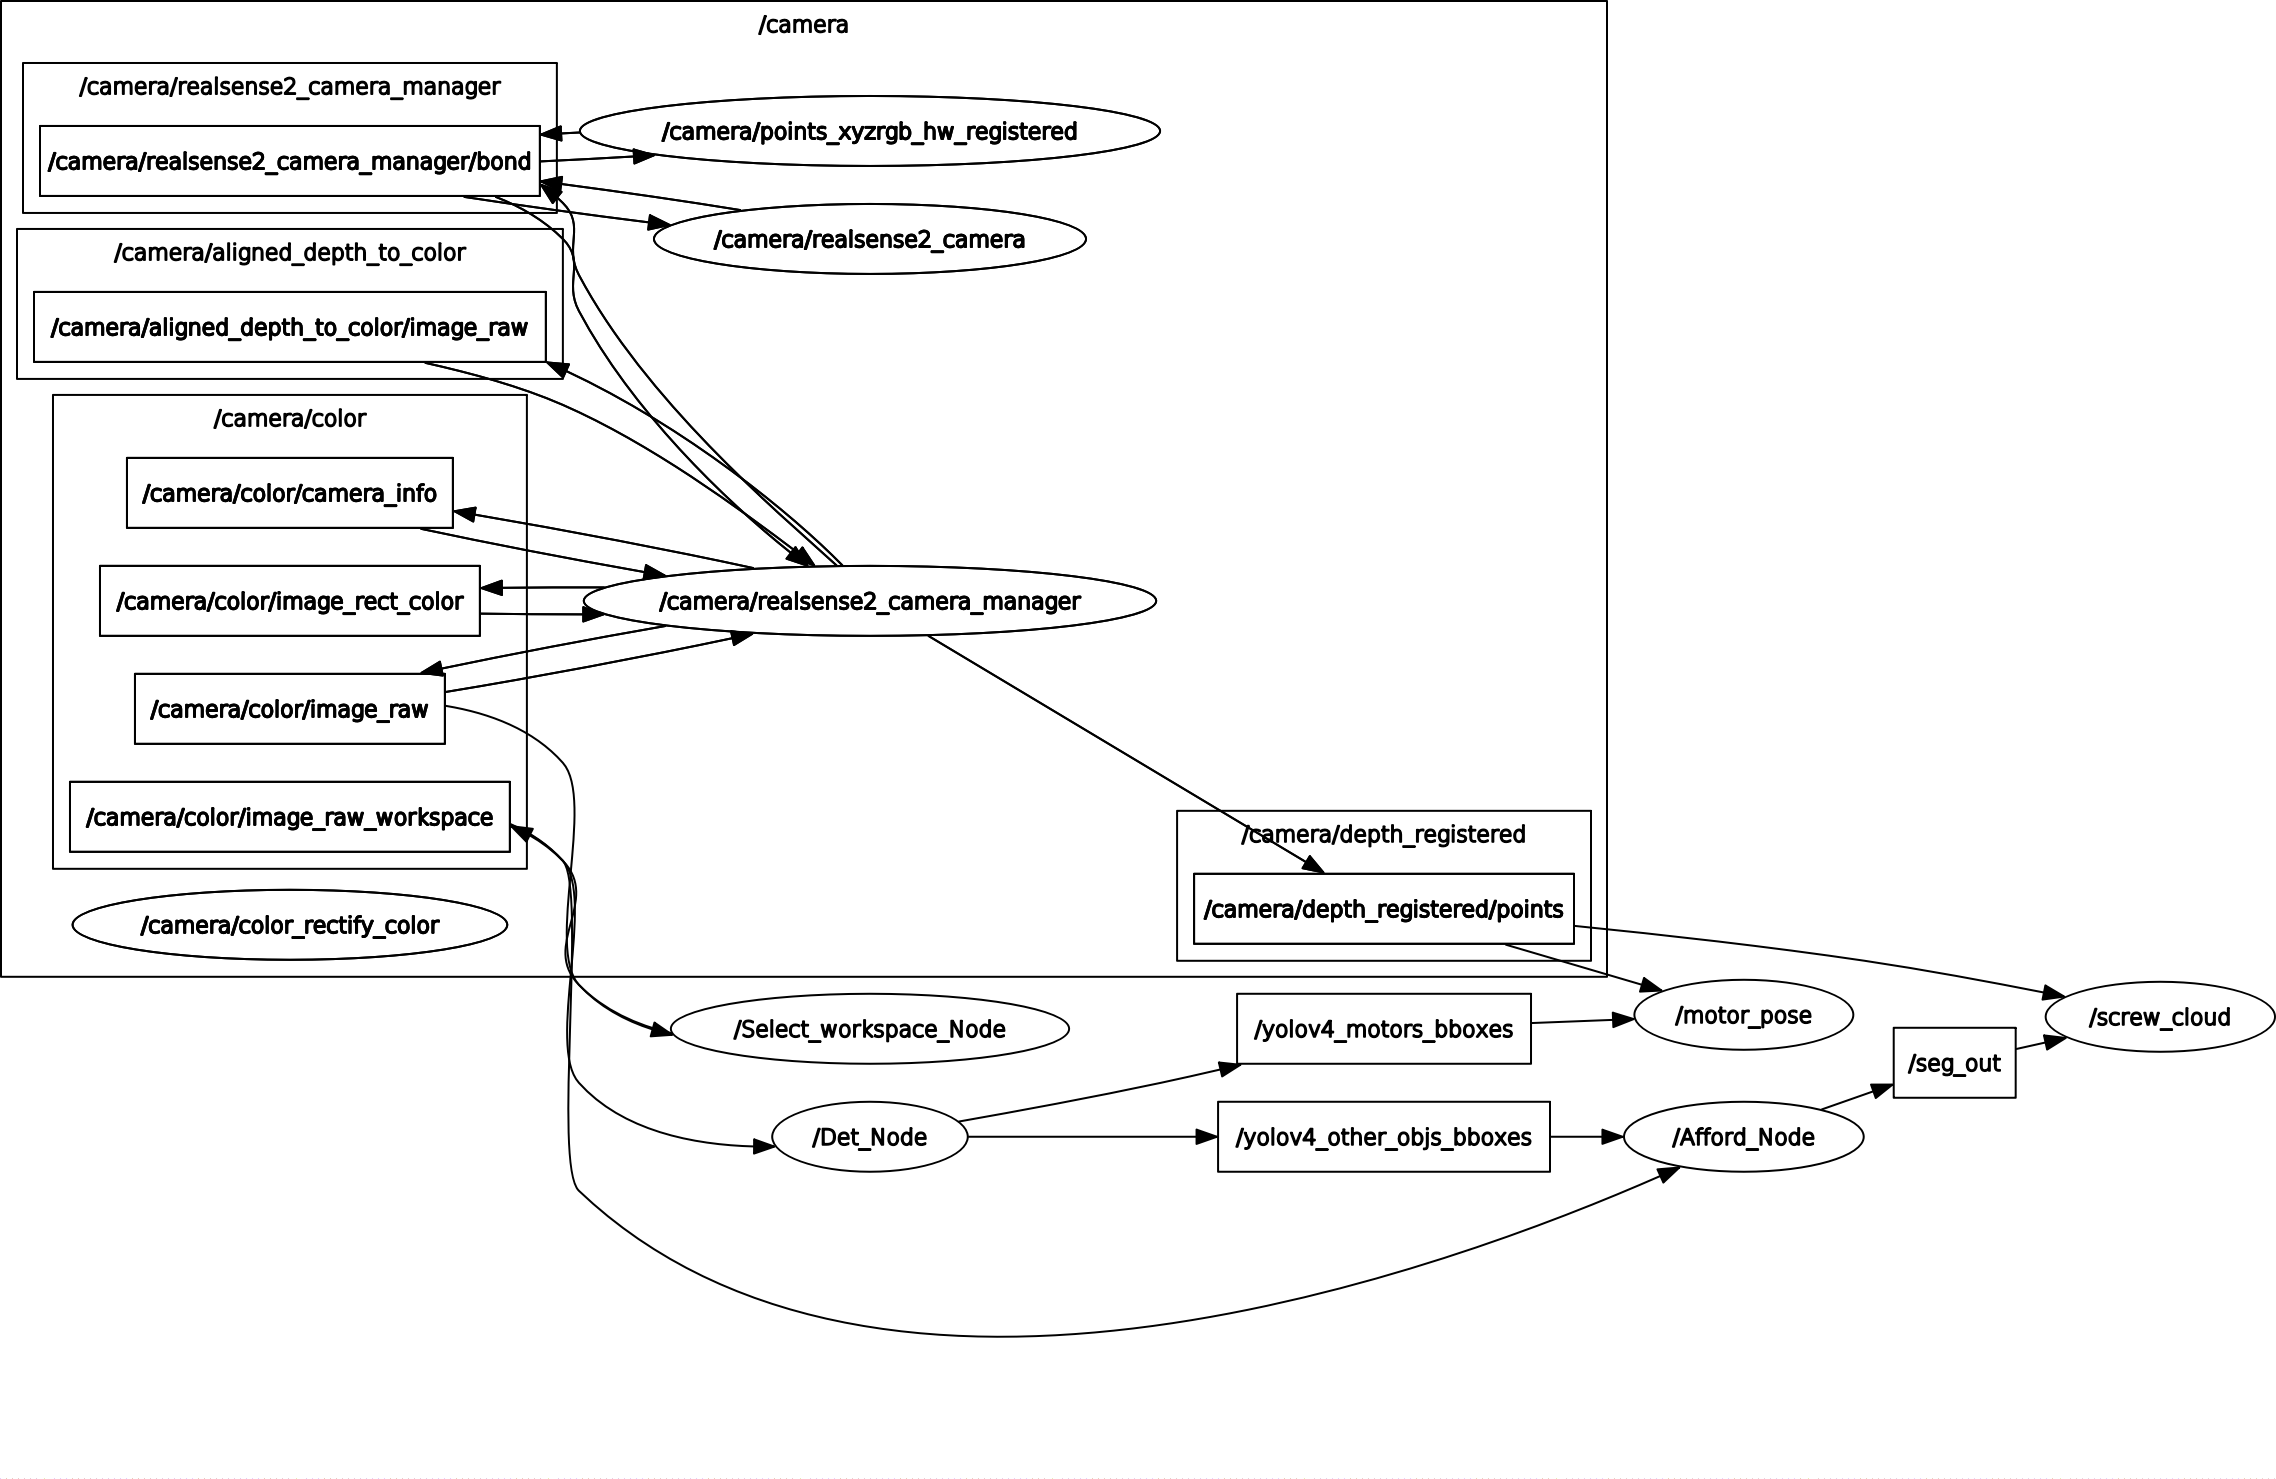 /camera
/camera/realsense2_camera_manager
/camera/realsense2_camera_manager/bond
/camera/points_xyzrgb_hw_registered
/camera/realsense2_camera
/camera/aligned_depth_to_color
/camera/aligned_depth_to_color/image_raw
/camera/color
/camera/color/camera_info
/camera/color/image_rect_color
/camera/realsense2_camera_manager
/camera/color/image_raw
/camera/color/image_raw_workspace
/camera/color_rectify_color
/camera/depth_registered
/camera/depth_registered/points
/Select_workspace_Node
/yolov4_motors_bboxes
/motor_pose
/screw_cloud
/seg_out
/Det_Node
/yolov4_other_objs_bboxes
/Afford_Node